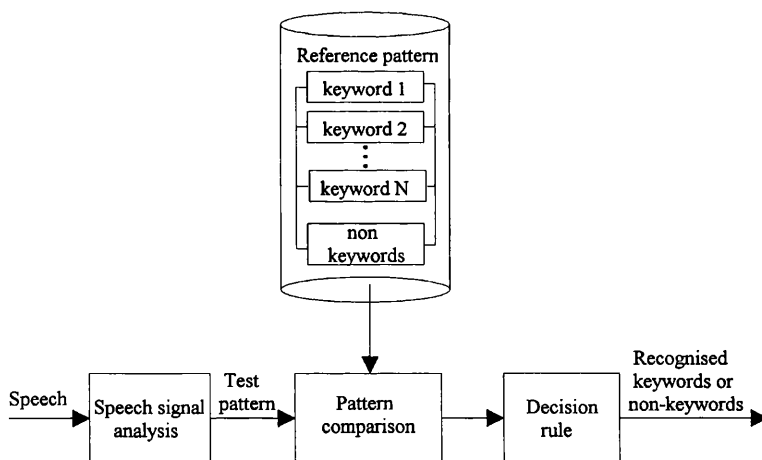 Reference pattern
keyword 1
keyword 2
keyword N
non
keywords
Speech
Speech signal
analysis
Test
pattern
Pattern
comparison
Decision
rule
Recognised
keywords or
non-keywords